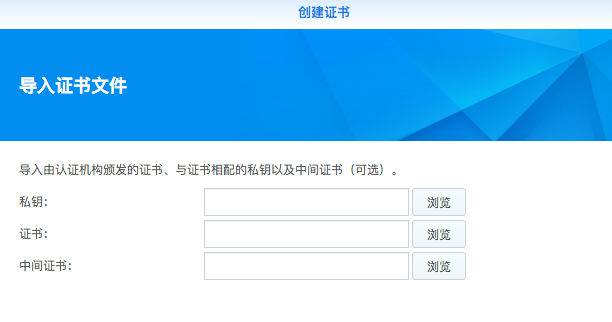 创建证书
导入证书文件
导入由认证机构颁发的证书、与证书相配的私钥以及中间证书（可选）。
私钥：
浏览
证书：
浏览
中间证书：
浏览